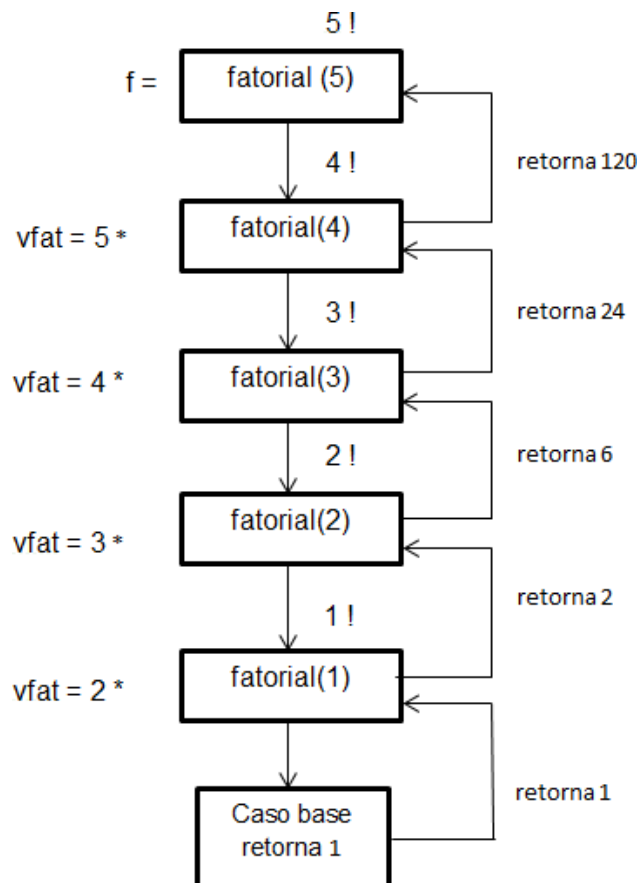 5 !
f = fatorial (5)
4 !
retorna 120
vfat = 5 * fatorial(4)
3 !
retorna 24
vfat = 4 * fatorial(3)
2 !
retorna 6
vfat = 3 * fatorial(2)
1 !
retorna 2
vfat = 2 * fatorial(1)
retorna 1
Caso base
retorna 1